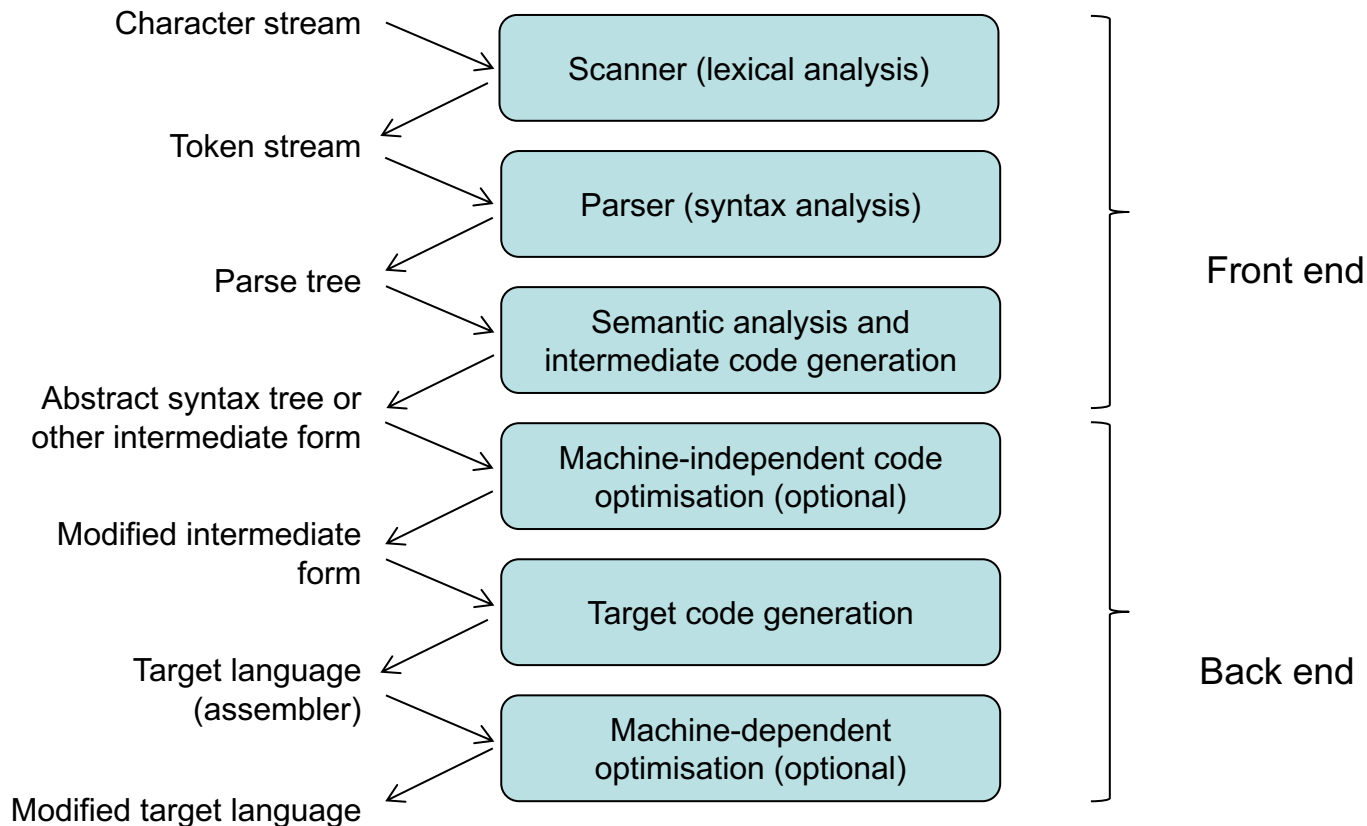 Character stream
Scanner (lexical analysis)
Token stream
Parser (syntax analysis)
Parse tree
Front end
Semantic analysis and
intermediate code generation
Abstract syntax tree or
other intermediate form
Machine-independent code
optimisation (optional)
Modified intermediate
form
Target code generation
Target language
(assembler)
Back end
Machine-dependent
optimisation (optional)
Modified target language